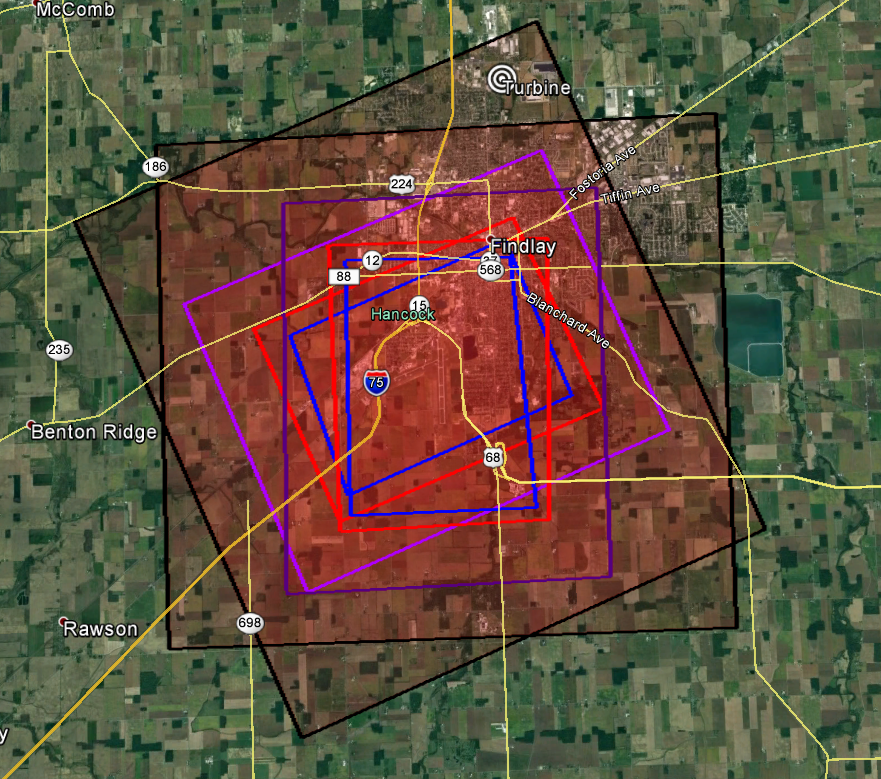 McComb
Turbine
186
224
Fostoria Ave
Tiffin Ave
Findlay
12
37
568
88
15
Hancock
Blanchard Ave
235
75
Benton Ridge
68
698
Rawson
y